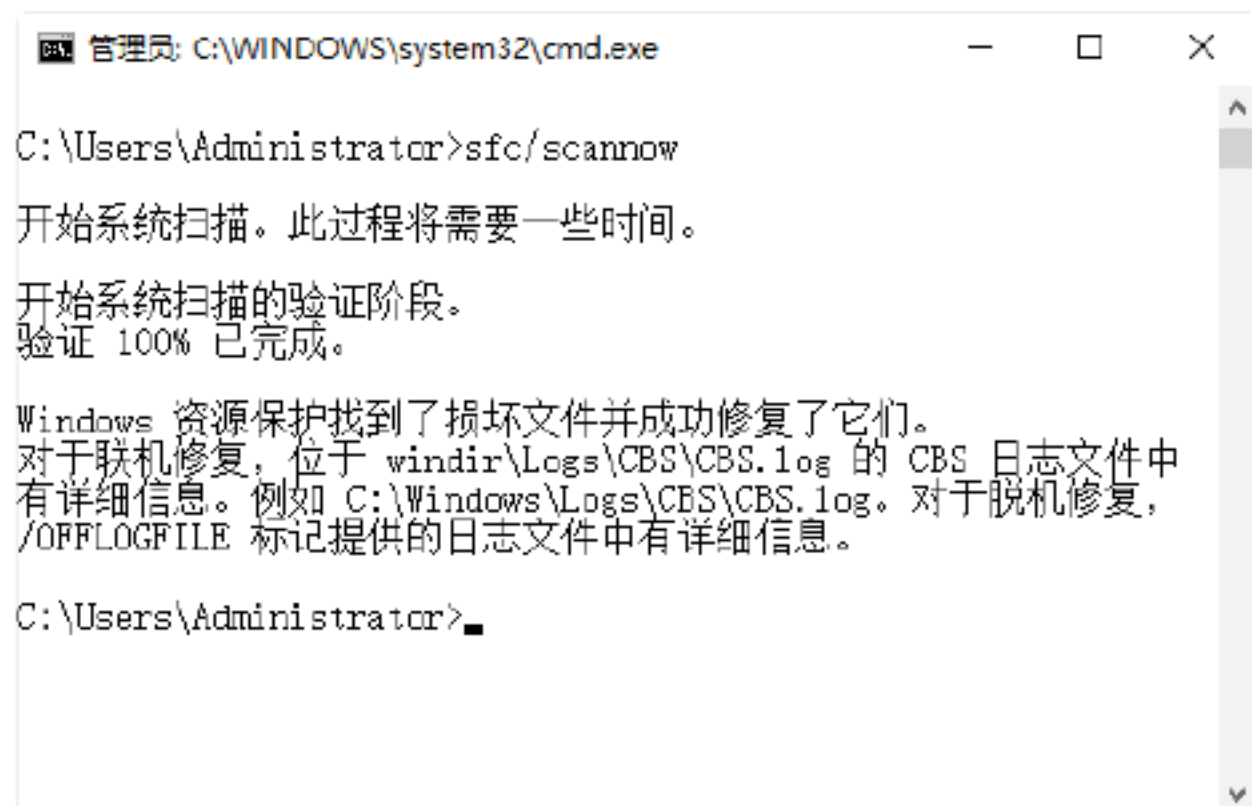 管理员: C:\WINDOWS\system32\cmd.exe
C:\Users\Administrator>sfc/scannow
开始系统扫描。此过程将需要一些时间。
开始系统扫描的验证阶段。
验证 100% 已完成。
Windows 资源保护找到了损坏文件并成功修复了它们。
对于联机修复，位于 windir\Logs\CBS\CBS.log 的 CBS 日志文件中
有详细信息。例如 C:\Windows\Logs\CBS\CBS.log。对于脱机修复，
/OFFLOGFILE 标记提供的日志文件中有详细信息。
C:\Users\Administrator>